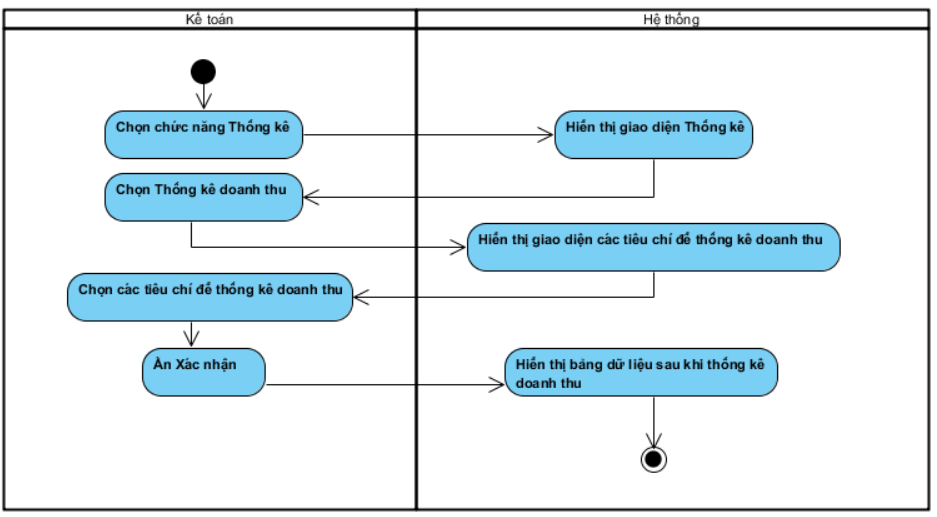 Kế toán
Hệ thống
Chọn chức năng Thống kê
Hiển thị giao diện Thống kê
Chọn Thống kê doanh thu
Hiển thị giao diện các tiêu chí để thống kê doanh thu
Chọn các tiêu chí để thống kê doanh thu
Ấn Xác nhận
Hiển thị bảng dữ liệu sau khi thống kê
doanh thu